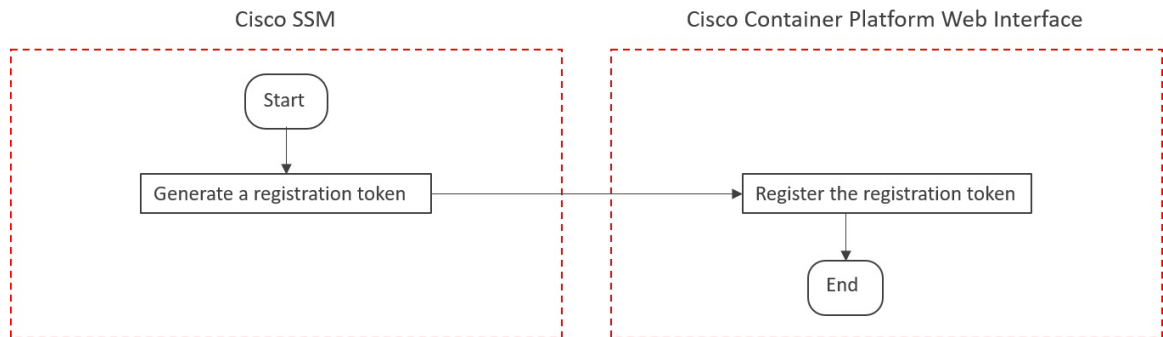 Cisco SSM
Cisco Container Platform Web Interface
Start
Generate a registration token
Register the registration token
End